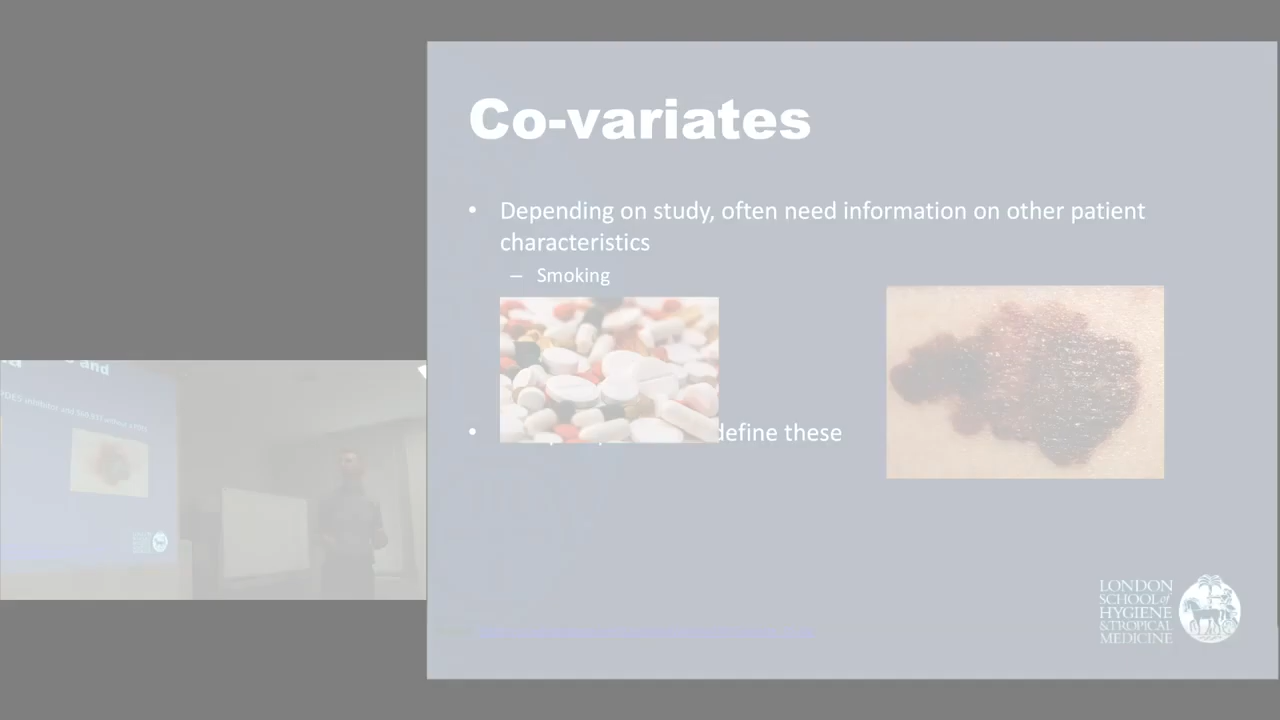 Co-variates
• Depending on study, often need information on other patient
characteristics
– Smoking
• define these
LONDON
SCHOOL of
HYGIENE
& TROPICAL
MEDICINE
and